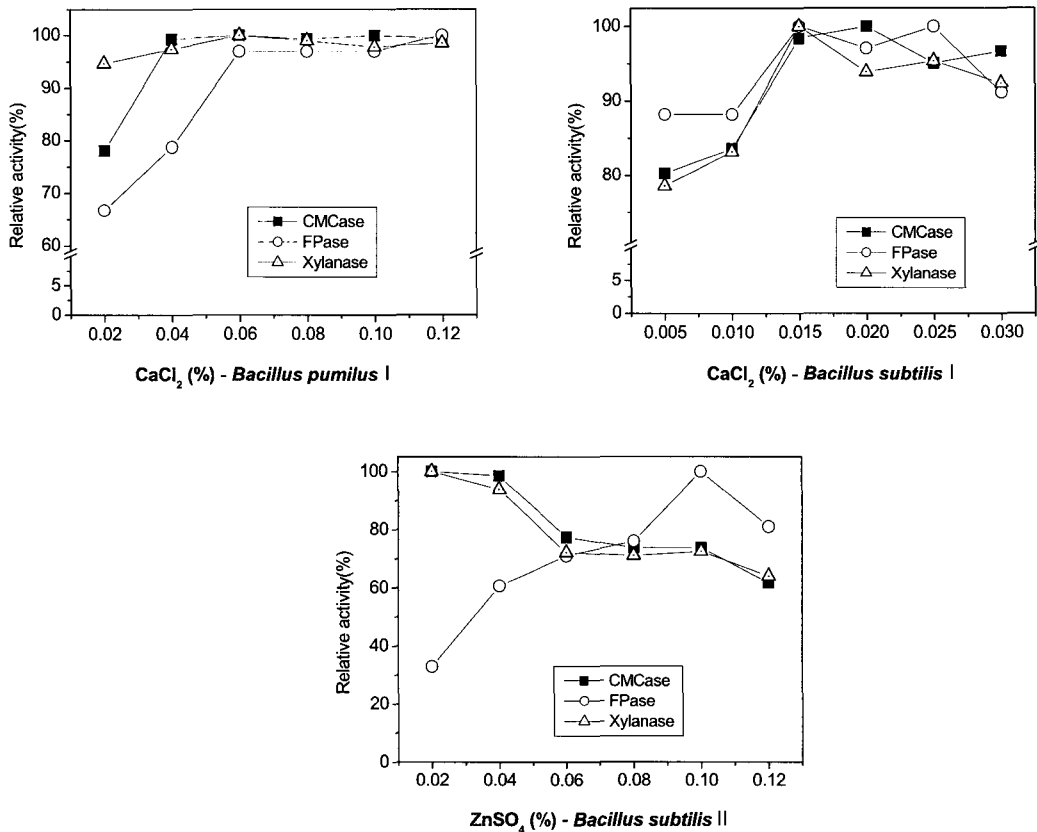 Relative activity(%)
100
90
80
70
60
5
0
CMCase
FPase
Xylanase
0.02 0.04 0.06 0.08 0.10 0.12
CaCl₂ (%) - Bacillus pumilus Ⅰ
Relative activity(%)
100
90
80
5
0
CMCase
FPase
Xylanase
0.005 0.010 0.015 0.020 0.025 0.030
CaCl₂ (%) - Bacillus subtilis Ⅰ
Relative activity(%)
100
80
60
40
20
0
CMCase
FPase
Xylanase
0.02 0.04 0.06 0.08 0.10 0.12
ZnSO₄ (%) - Bacillus subtilis Ⅱ